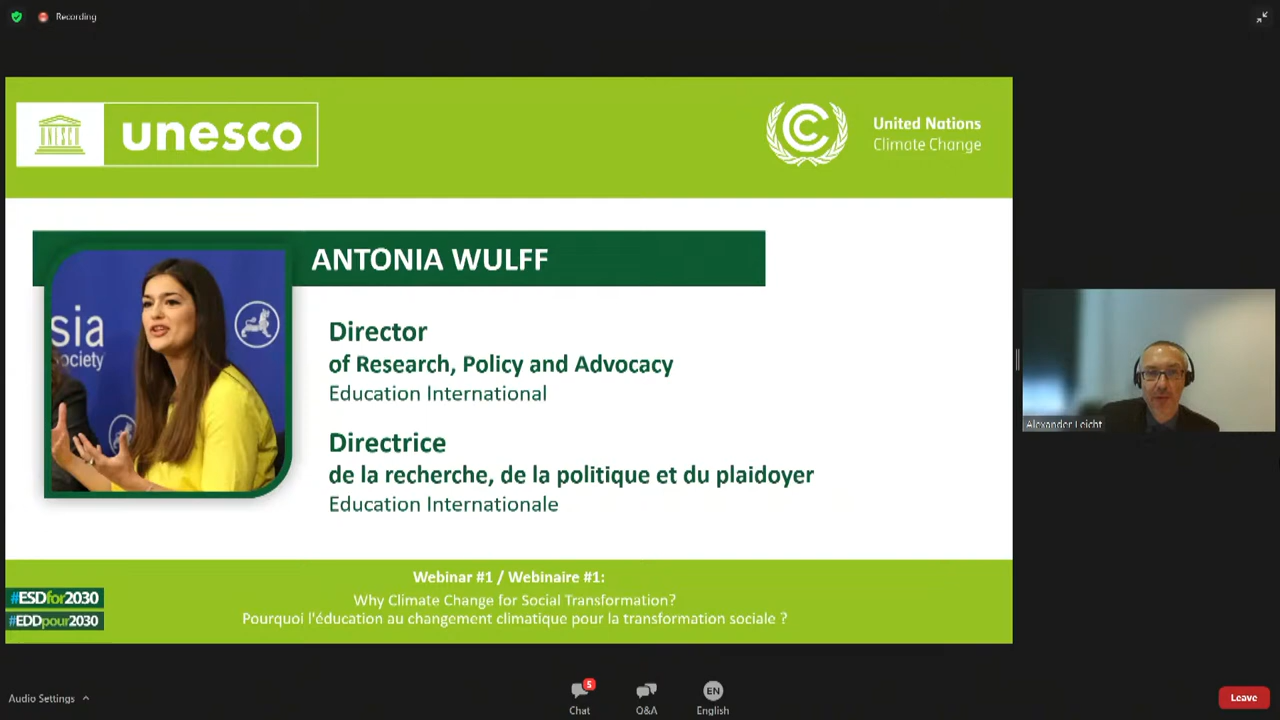 Recording
unesco
United Nations
Climate Change
ANTONIA WULFF
sia
society
Director
of Research, Policy and Advocacy
Education International
Directrice
de la recherche, de la politique et du plaidoyer
Education Internationale
Alexander Leicht
Webinar #1 / Webinaire #1:
Why Climate Change for Social Transformation?
Pourquoi l'éducation au changement climatique pour la transformation sociale ?
#ESDfor2030
#EDDpour2030
Audio Settings
5
Chat
Q&A
EN
English
Leave